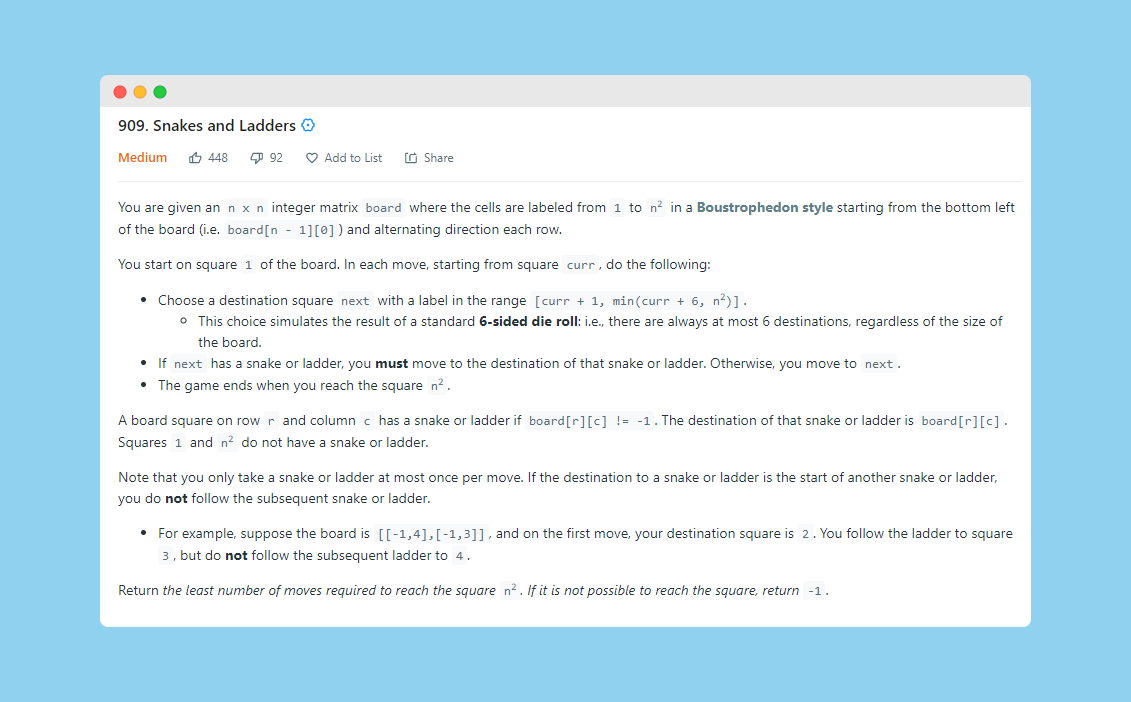 909. Snakes and Ladders
Medium 448 92 Add to List Share
You are given an n x n integer matrix board where the cells are labeled from 1 to n² in a Boustrophedon style starting from the bottom left
of the board (i.e. board[n - 1][0] ) and alternating direction each row.
You start on square 1 of the board. In each move, starting from square curr , do the following:
• Choose a destination square next with a label in the range [curr + 1, min(curr + 6, n²)] .
◦ This choice simulates the result of a standard 6-sided die roll: i.e., there are always at most 6 destinations, regardless of the size of
the board.
• If next has a snake or ladder, you must move to the destination of that snake or ladder. Otherwise, you move to next .
• The game ends when you reach the square n² .
A board square on row r and column c has a snake or ladder if board[r][c] != -1 . The destination of that snake or ladder is board[r][c] .
Squares 1 and n² do not have a snake or ladder.
Note that you only take a snake or ladder at most once per move. If the destination to a snake or ladder is the start of another snake or ladder,
you do not follow the subsequent snake or ladder.
• For example, suppose the board is [[-1,4],[-1,3]] , and on the first move, your destination square is 2 . You follow the ladder to square
3 , but do not follow the subsequent ladder to 4 .
Return the least number of moves required to reach the square n² . If it is not possible to reach the square, return -1 .